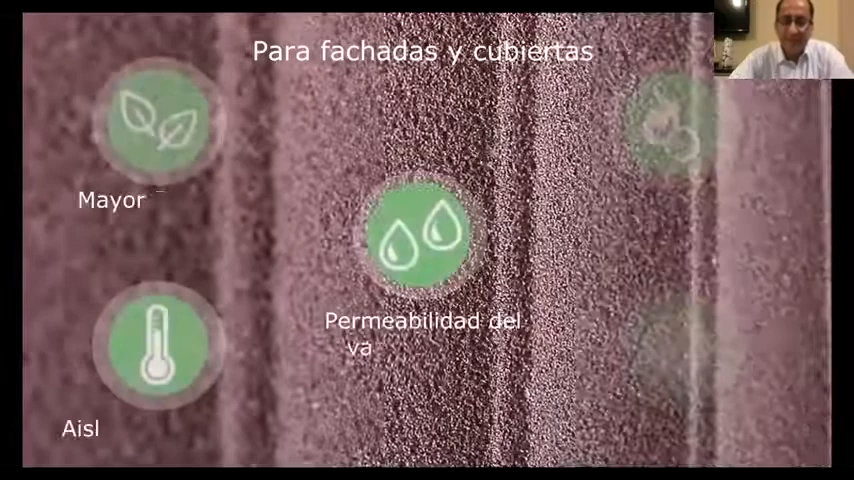 Para fachadas y cubiertas
Mayor
Permeabilidad del
va
Aisl